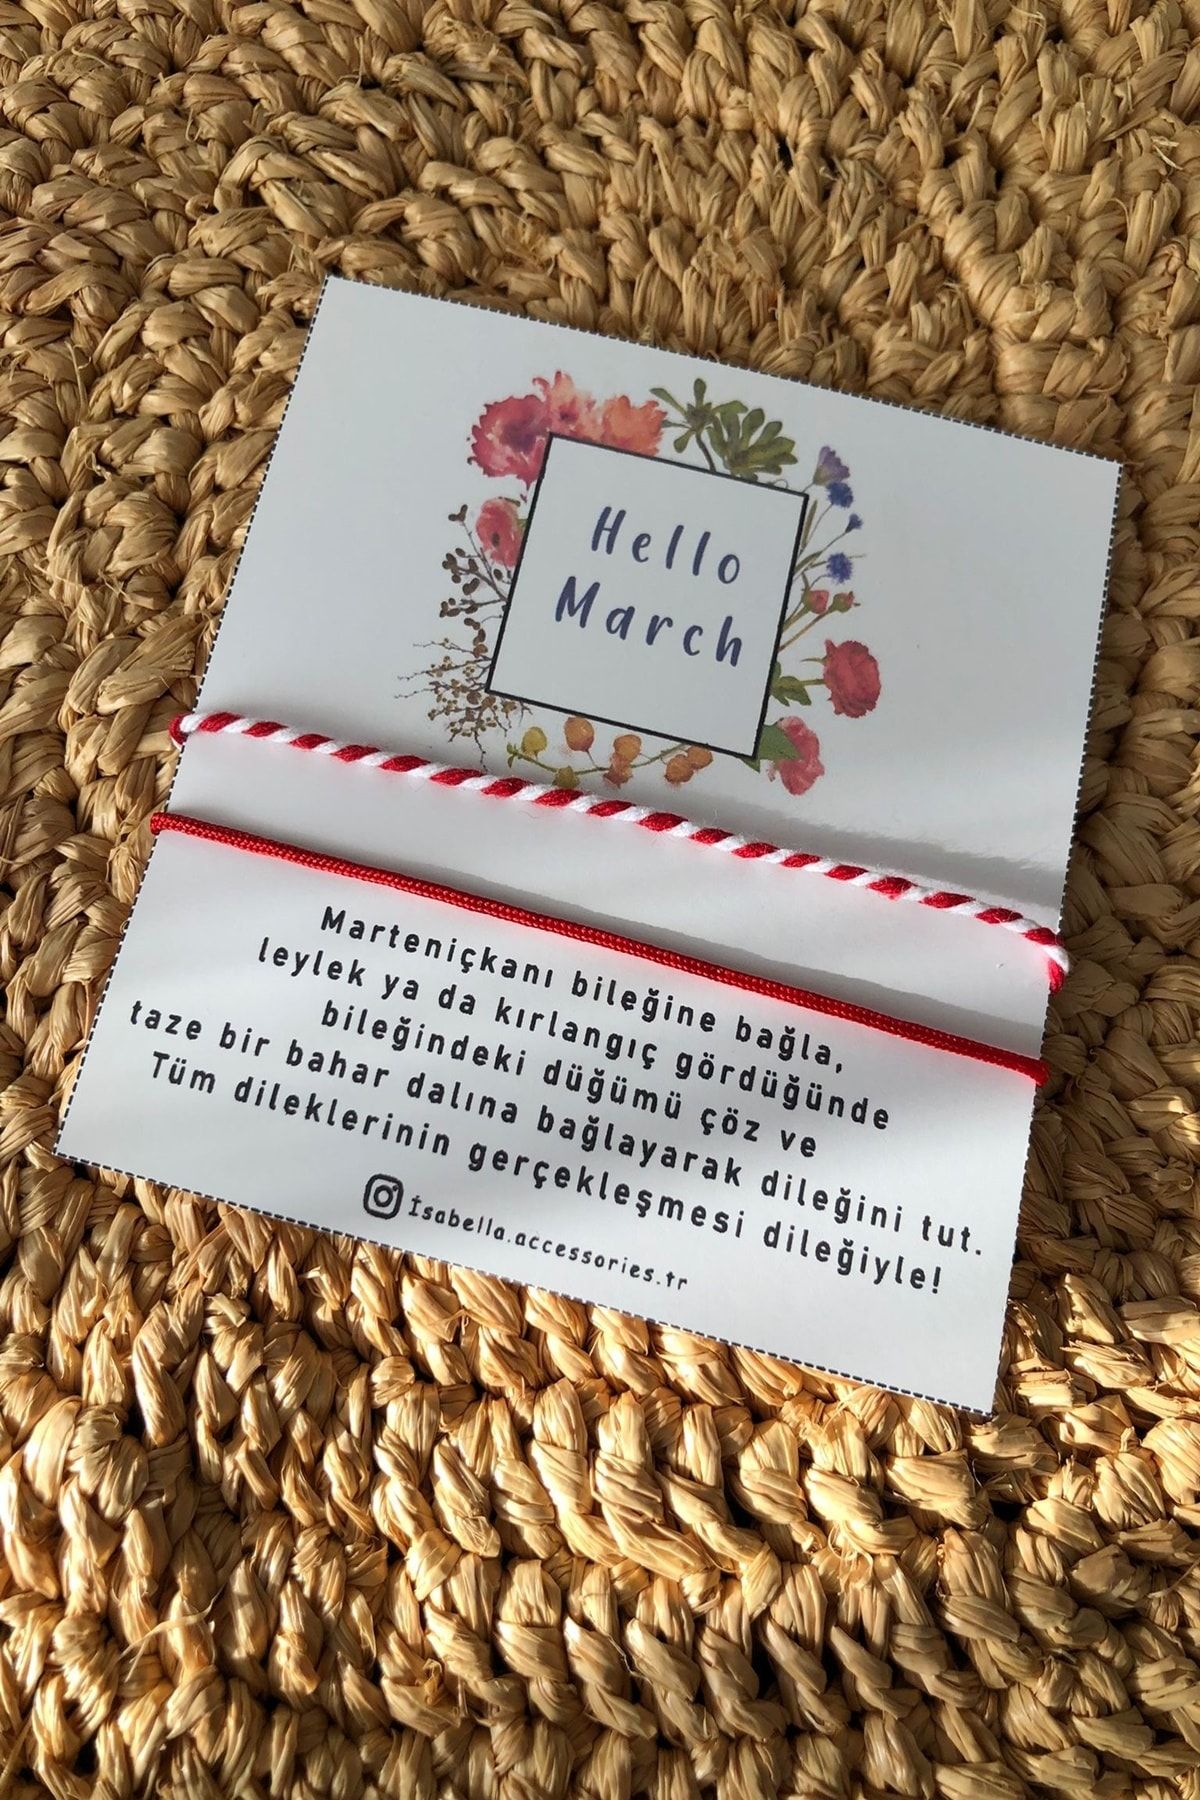 Hello
March
Marteniçkanı bileğine bağla,
leylek ya da kırlangıç gördüğünde
bileğindeki düğümü çöz ve
taze bir bahar dalına bağlayarak dileğini tut.
Tüm dileklerinin gerçekleşmesi dileğiyle!
İsabella.accessories.tr